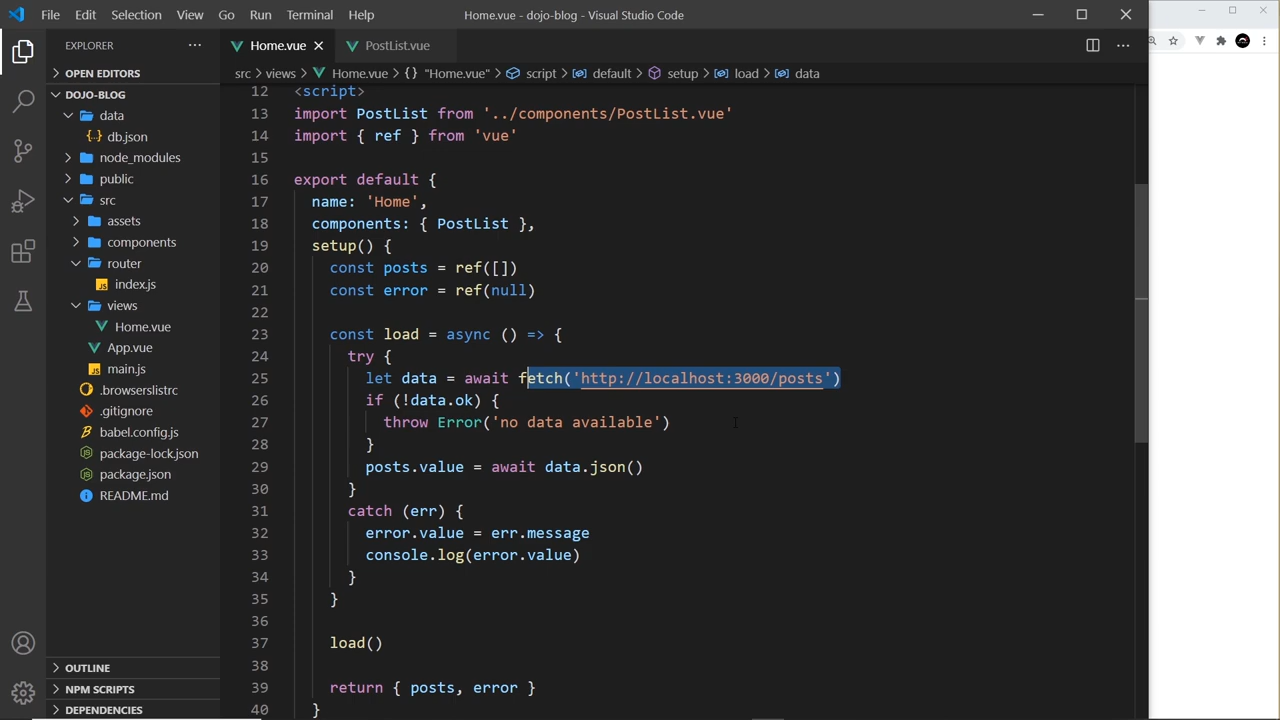 File Edit Selection View Go Run Terminal Help Home.vue - dojo-blog - Visual Studio Code
EXPLORER
OPEN EDITORS
DOJO-BLOG
data
db.json
node_modules
public
src
assets
components
router
index.js
views
Home.vue
App.vue
main.js
.browserslistrc
.gitignore
babel.config.js
package-lock.json
package.json
README.md
OUTLINE
NPM SCRIPTS
DEPENDENCIES
Home.vue PostList.vue
src > views > Home.vue > {} "Home.vue" > script > default > setup > load > data
12 <script>
13 import PostList from '../components/PostList.vue'
14 import { ref } from 'vue'
15
16 export default {
17 name: 'Home',
18 components: { PostList },
19 setup() {
20 const posts = ref([])
21 const error = ref(null)
22
23 const load = async () => {
24 try {
25 let data = await fetch('http://localhost:3000/posts')
26 if (!data.ok) {
27 throw Error('no data available')
28 }
29 posts.value = await data.json()
30 }
31 catch (err) {
32 error.value = err.message
33 console.log(error.value)
34 }
35 }
36
37 load()
38
39 return { posts, error }
40 }